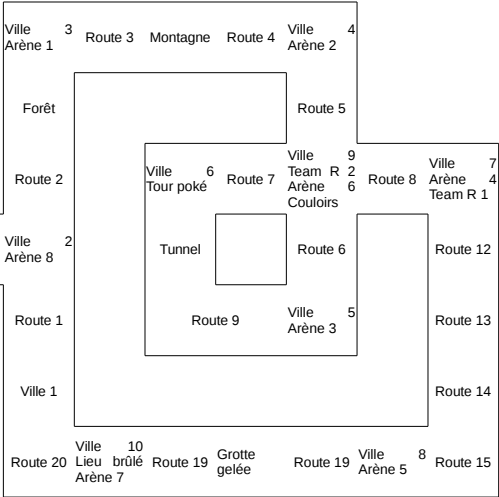 Ville 3
Arène 1
Route 3
Montagne
Route 4
Ville 4
Arène 2
Forêt
Route 5
Route 2
Ville 6
Tour poké
Route 7
Ville 9
Team R 2
Arène 6
Couloirs
Route 8
Ville 7
Arène 4
Team R 1
Ville 2
Arène 8
Tunnel
Route 6
Route 12
Route 1
Route 9
Ville 5
Arène 3
Route 13
Ville 1
Route 14
Route 20
Ville 10
Lieu brûlé
Arène 7
Route 19
Grotte
gelée
Route 19
Ville 8
Arène 5
Route 15